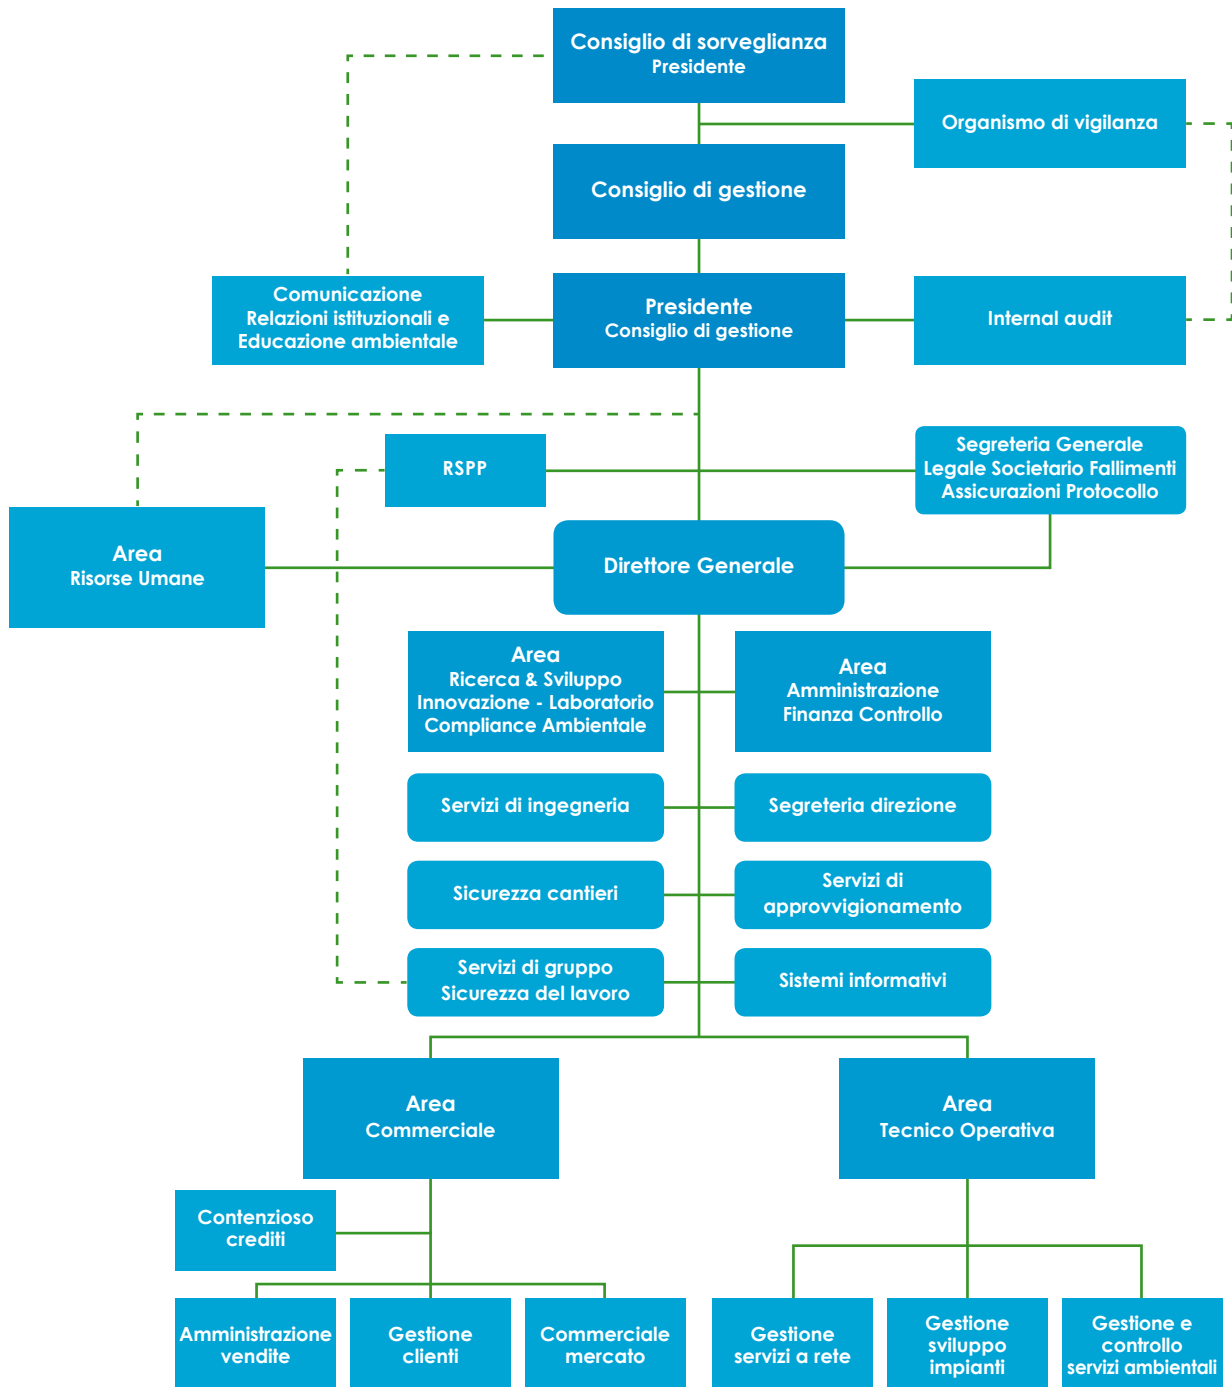 Consiglio di sorveglianza
Presidente
Organismo di vigilanza
Consiglio di gestione
Comunicazione
Relazioni istituzionali e
Educazione ambientale
Presidente
Consiglio di gestione
Internal audit
RSPP
Segreteria Generale
Legale Societario Fallimenti
Assicurazioni Protocollo
Area
Risorse Umane
Direttore Generale
Area
Ricerca & Sviluppo
Innovazione - Laboratorio
Compliance Ambientale
Area
Amministrazione
Finanza Controllo
Servizi di ingegneria
Segreteria direzione
Sicurezza cantieri
Servizi di
approvvigionamento
Servizi di gruppo
Sicurezza del lavoro
Sistemi informativi
Area
Commerciale
Area
Tecnico Operativa
Contenzioso
crediti
Amministrazione
vendite
Gestione
clienti
Commerciale
mercato
Gestione
servizi a rete
Gestione
sviluppo
impianti
Gestione e
controllo
servizi ambientali